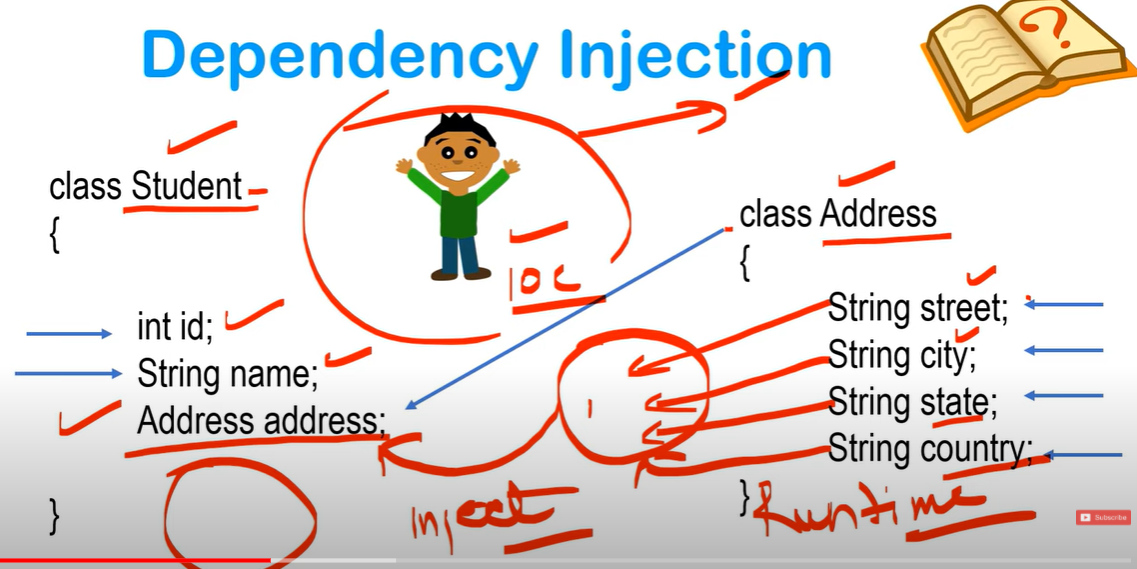 Dependency Injection
?
class Student
{
int id;
String name;
Address address;
}
IOC
class Address
{
String street;
String city;
String state;
String country;
}
Inject
Runtime
Subscribe